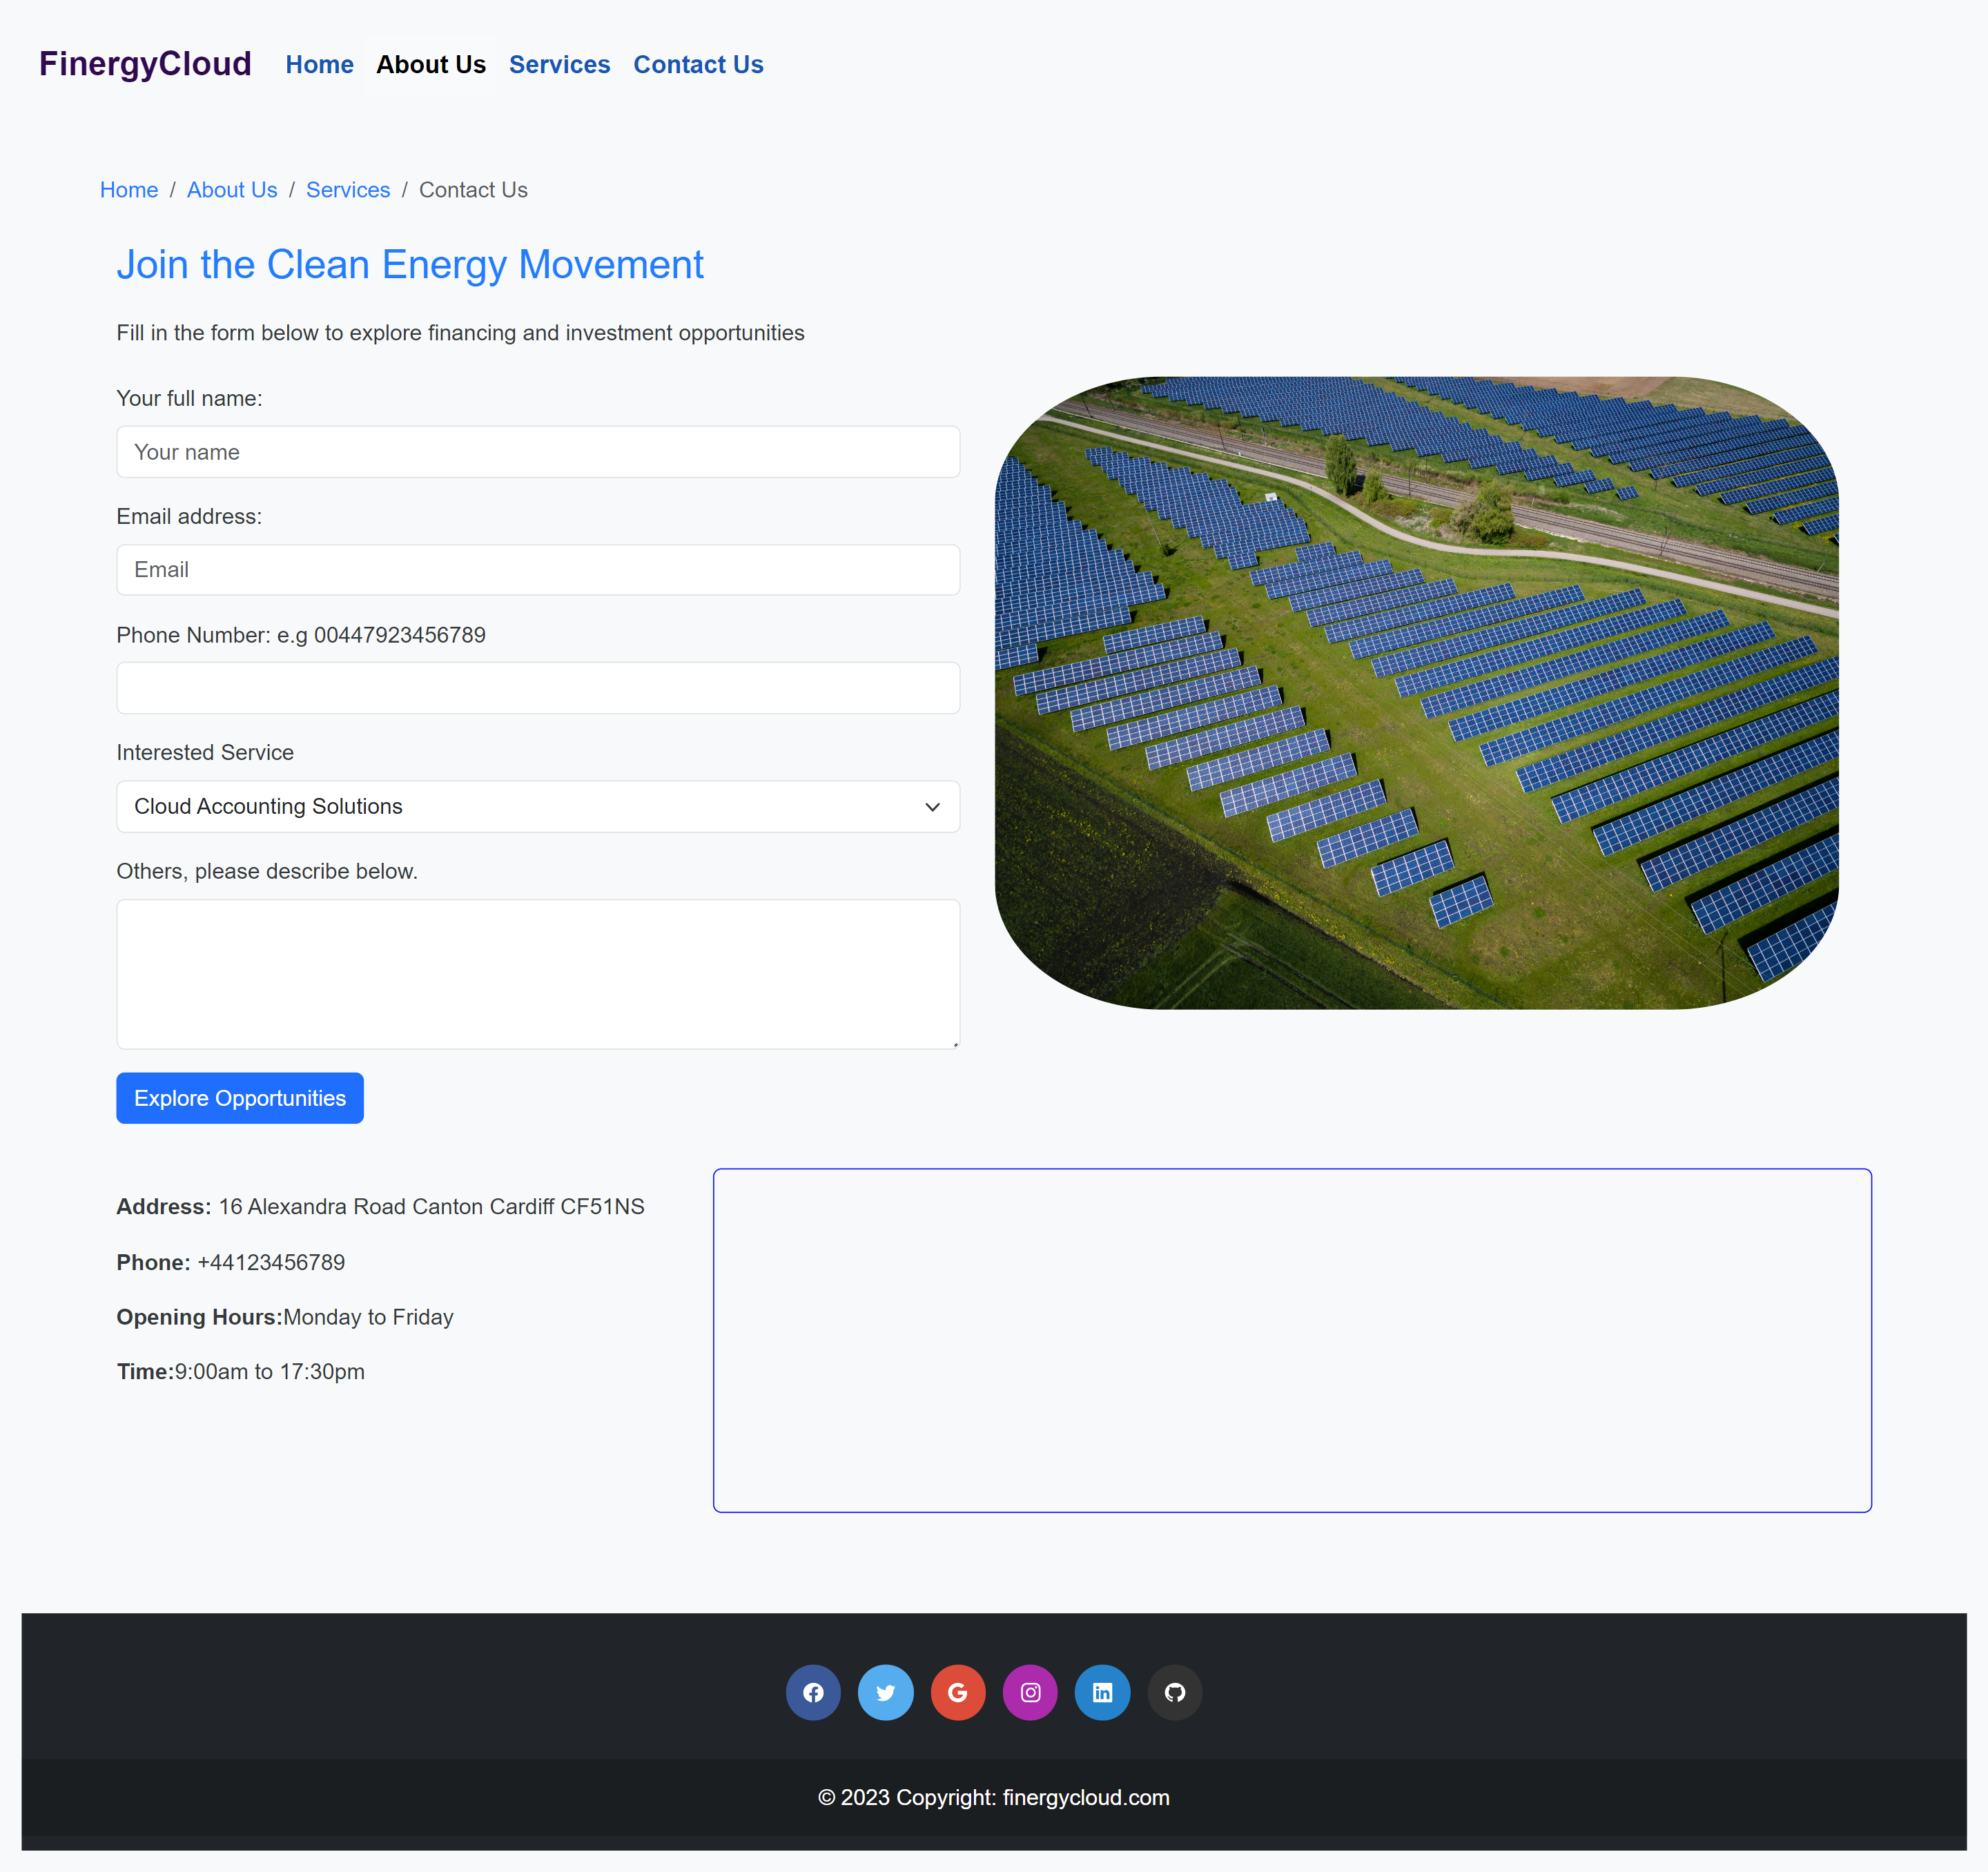 FinergyCloud Home About Us Services Contact Us
Home / About Us / Services / Contact Us
Join the Clean Energy Movement
Fill in the form below to explore financing and investment opportunities
Your full name:
Your name
Email address:
Email
Phone Number: e.g 00447923456789
Interested Service
Cloud Accounting Solutions
Others, please describe below.
Explore Opportunities
Address: 16 Alexandra Road Canton Cardiff CF51NS
Phone: +44123456789
Opening Hours:Monday to Friday
Time:9:00am to 17:30pm
© 2023 Copyright: finergycloud.com